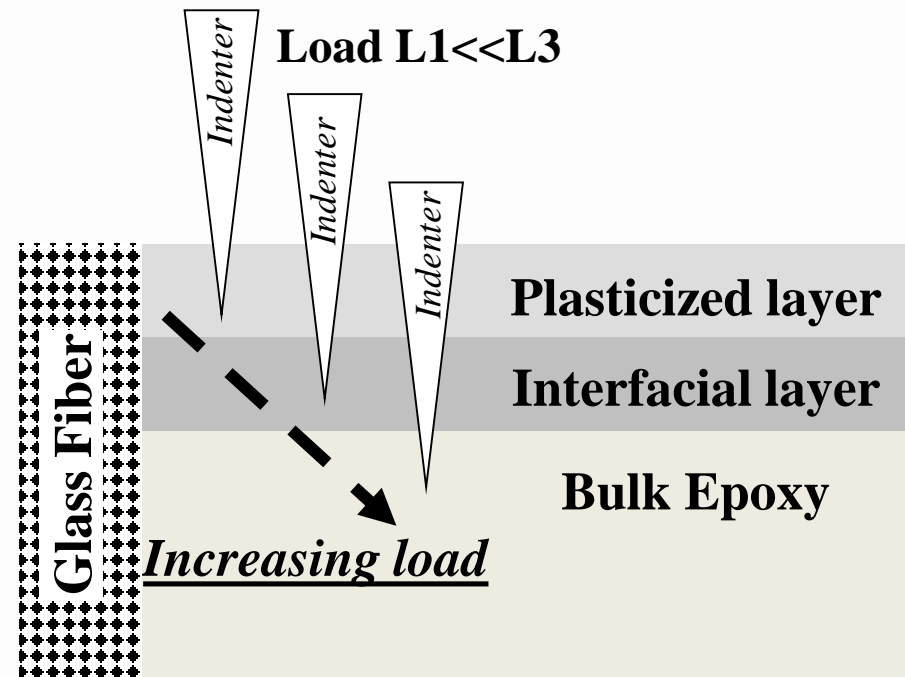 Indenter
Load L1<<L3
Indenter
Indenter
Plasticized layer
Interfacial layer
Glass Fiber
Bulk Epoxy
Increasing load